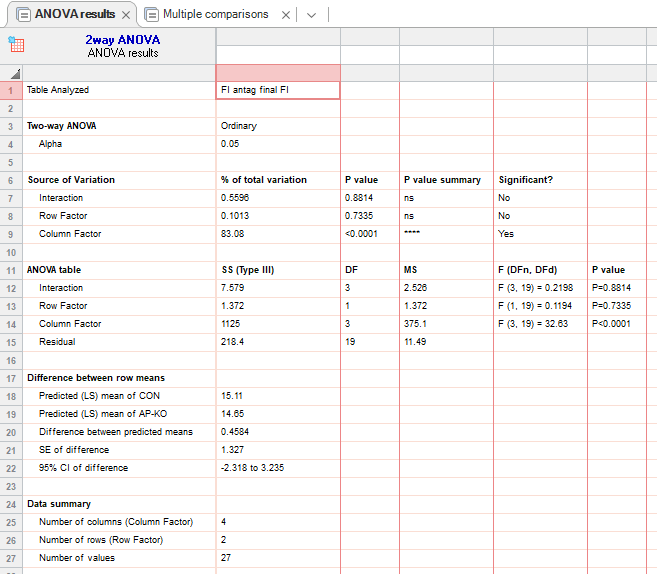 ANOVA results × Multiple comparisons ×
2way ANOVA
ANOVA results
1 Table Analyzed FI antag final FI
2
3 Two-way ANOVA Ordinary
4 Alpha 0.05
5
6 Source of Variation % of total variation P value P value summary Significant?
7 Interaction 0.5596 0.8814 ns No
8 Row Factor 0.1013 0.7335 ns No
9 Column Factor 83.08 <0.0001 **** Yes
10
11 ANOVA table SS (Type III) DF MS F (DFn, DFd) P value
12 Interaction 7.579 3 2.526 F (3, 19) = 0.2198 P=0.8814
13 Row Factor 1.372 1 1.372 F (1, 19) = 0.1194 P=0.7335
14 Column Factor 1125 3 375.1 F (3, 19) = 32.63 P<0.0001
15 Residual 218.4 19 11.49
16
17 Difference between row means
18 Predicted (LS) mean of CON 15.11
19 Predicted (LS) mean of AP-KO 14.65
20 Difference between predicted means 0.4584
21 SE of difference 1.327
22 95% CI of difference -2.318 to 3.235
23
24 Data summary
25 Number of columns (Column Factor) 4
26 Number of rows (Row Factor) 2
27 Number of values 27